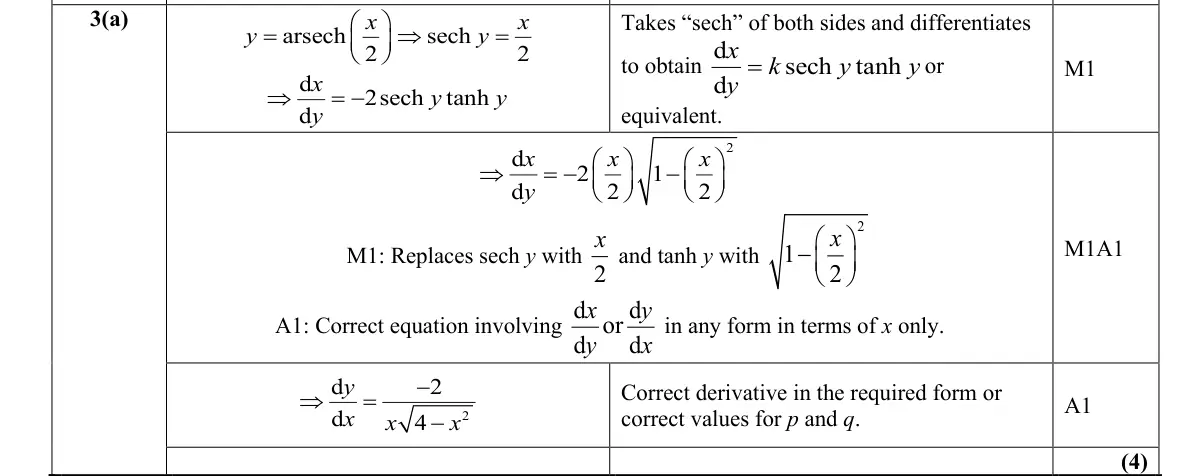 3(a)
y = arsech(x/2) ⇒ sech y = x/2
⇒ dx/dy = −2sech y tanh y
Takes “sech” of both sides and differentiates
to obtain dx/dy = k sech y tanh y or
equivalent.
M1
⇒ dx/dy = −2(x/2)√(1−(x/2)²)
M1: Replaces sech y with x/2 and tanh y with √(1−(x/2)²)
A1: Correct equation involving dx/dy or dy/dx in any form in terms of x only.
M1A1
⇒ dy/dx = −2/(x√(4−x²))
Correct derivative in the required form or
correct values for p and q.
A1
(4)